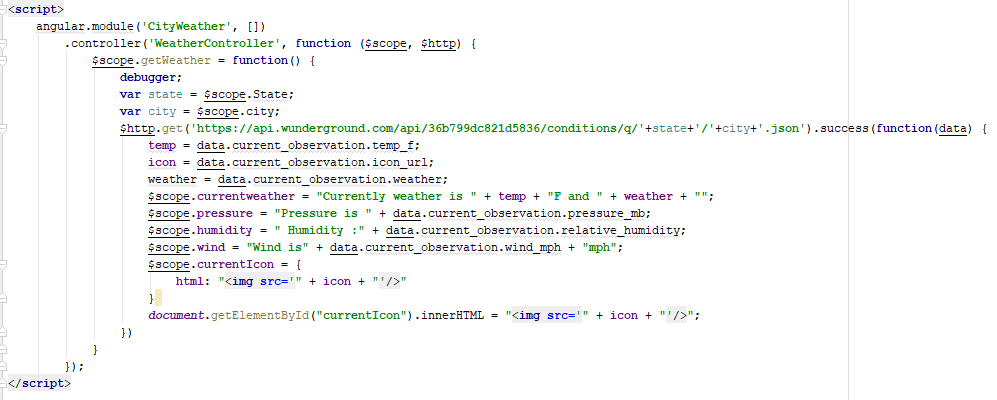 <script>
angular.module('CityWeather', [])
.controller('WeatherController', function ($scope, $http) {
$scope.getWeather = function() {
debugger;
var state = $scope.State;
var city = $scope.city;
$http.get('https://api.wunderground.com/api/36b799dc821d5836/conditions/q/'+state+'/'+city+'.json').success(function(data) {
temp = data.current_observation.temp_f;
icon = data.current_observation.icon_url;
weather = data.current_observation.weather;
$scope.currentweather = "Currently weather is " + temp + "F and " + weather + "";
$scope.pressure = "Pressure is " + data.current_observation.pressure_mb;
$scope.humidity = " Humidity :" + data.current_observation.relative_humidity;
$scope.wind = "Wind is" + data.current_observation.wind_mph + "mph";
$scope.currentIcon = {
html: "<img src='" + icon + "'/>"
}
document.getElementById("currentIcon").innerHTML = "<img src='" + icon + "'/>";
})
}
});
</script>